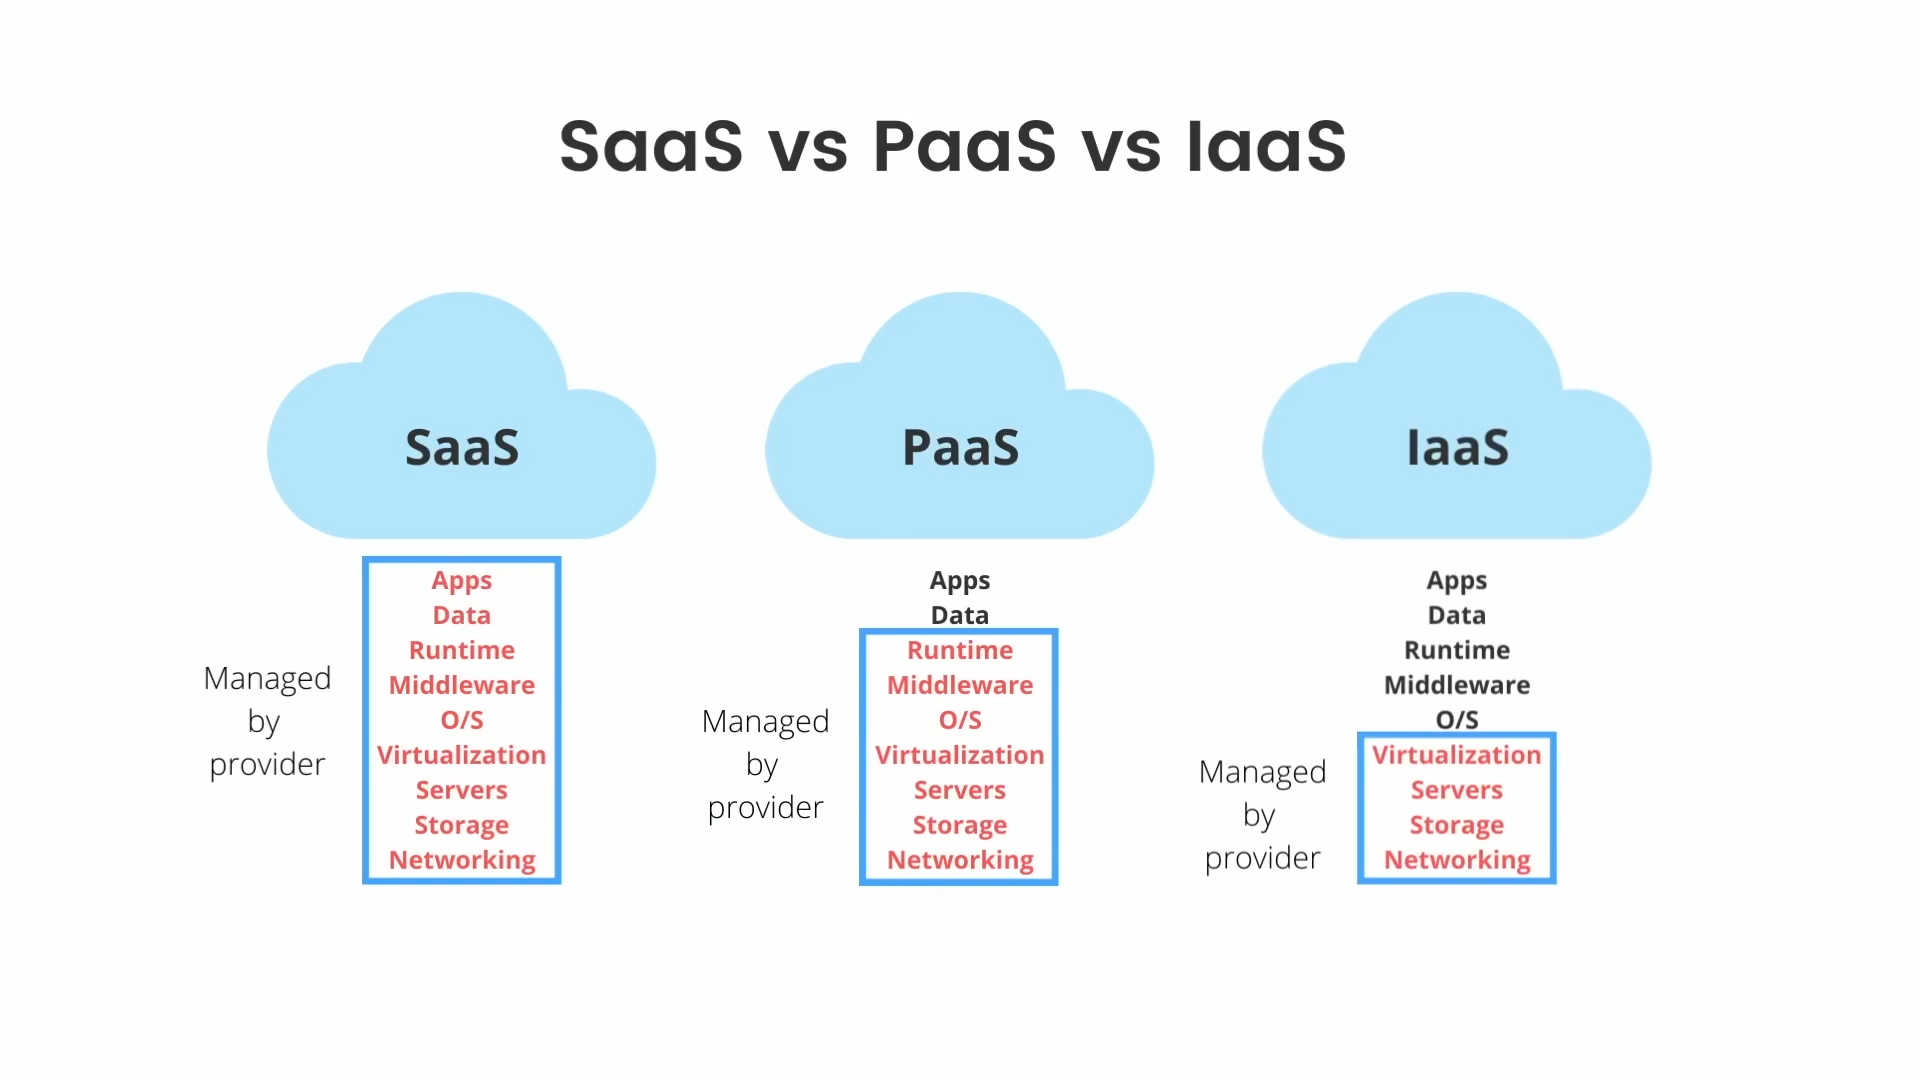 SaaS vs PaaS vs IaaS
SaaS
Apps
Data
Runtime
Middleware
O/S
Virtualization
Servers
Storage
Networking
Managed
by
provider
PaaS
Apps
Data
Runtime
Middleware
O/S
Virtualization
Servers
Storage
Networking
Managed
by
provider
IaaS
Apps
Data
Runtime
Middleware
O/S
Virtualization
Servers
Storage
Networking
Managed
by
provider